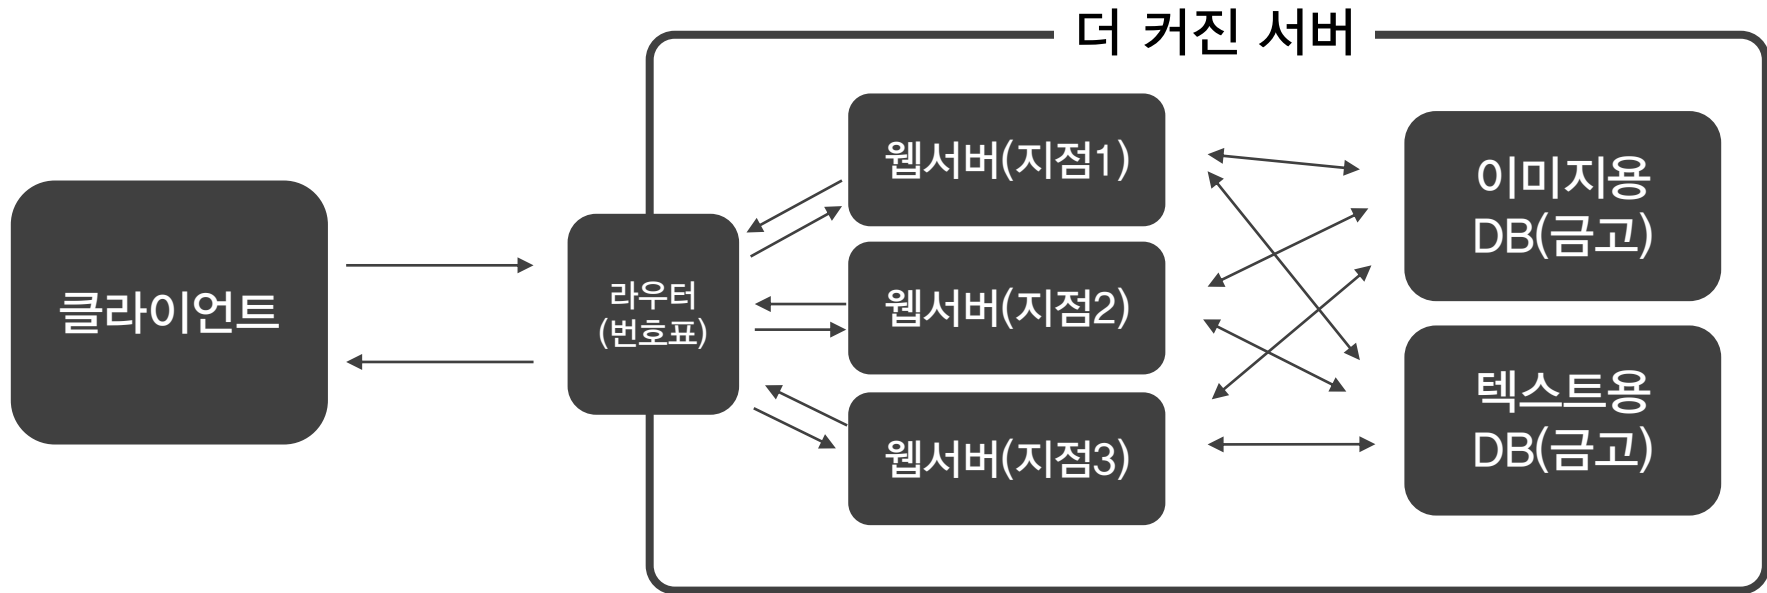 더 커진 서버
클라이언트
라우터
(번호표)
웹서버(지점1)
웹서버(지점2)
웹서버(지점3)
이미지용
DB(금고)
텍스트용
DB(금고)